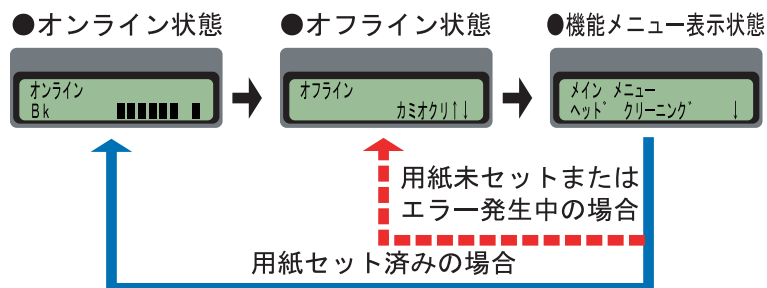 ●オンライン状態
●オフライン状態
●機能メニュー表示状態
オンライン
Bk
オフライン
カミオクリ↑↓
メイン メニュー
ヘッド クリーニング ↓
用紙未セットまたは
エラー発生中の場合
用紙セット済みの場合